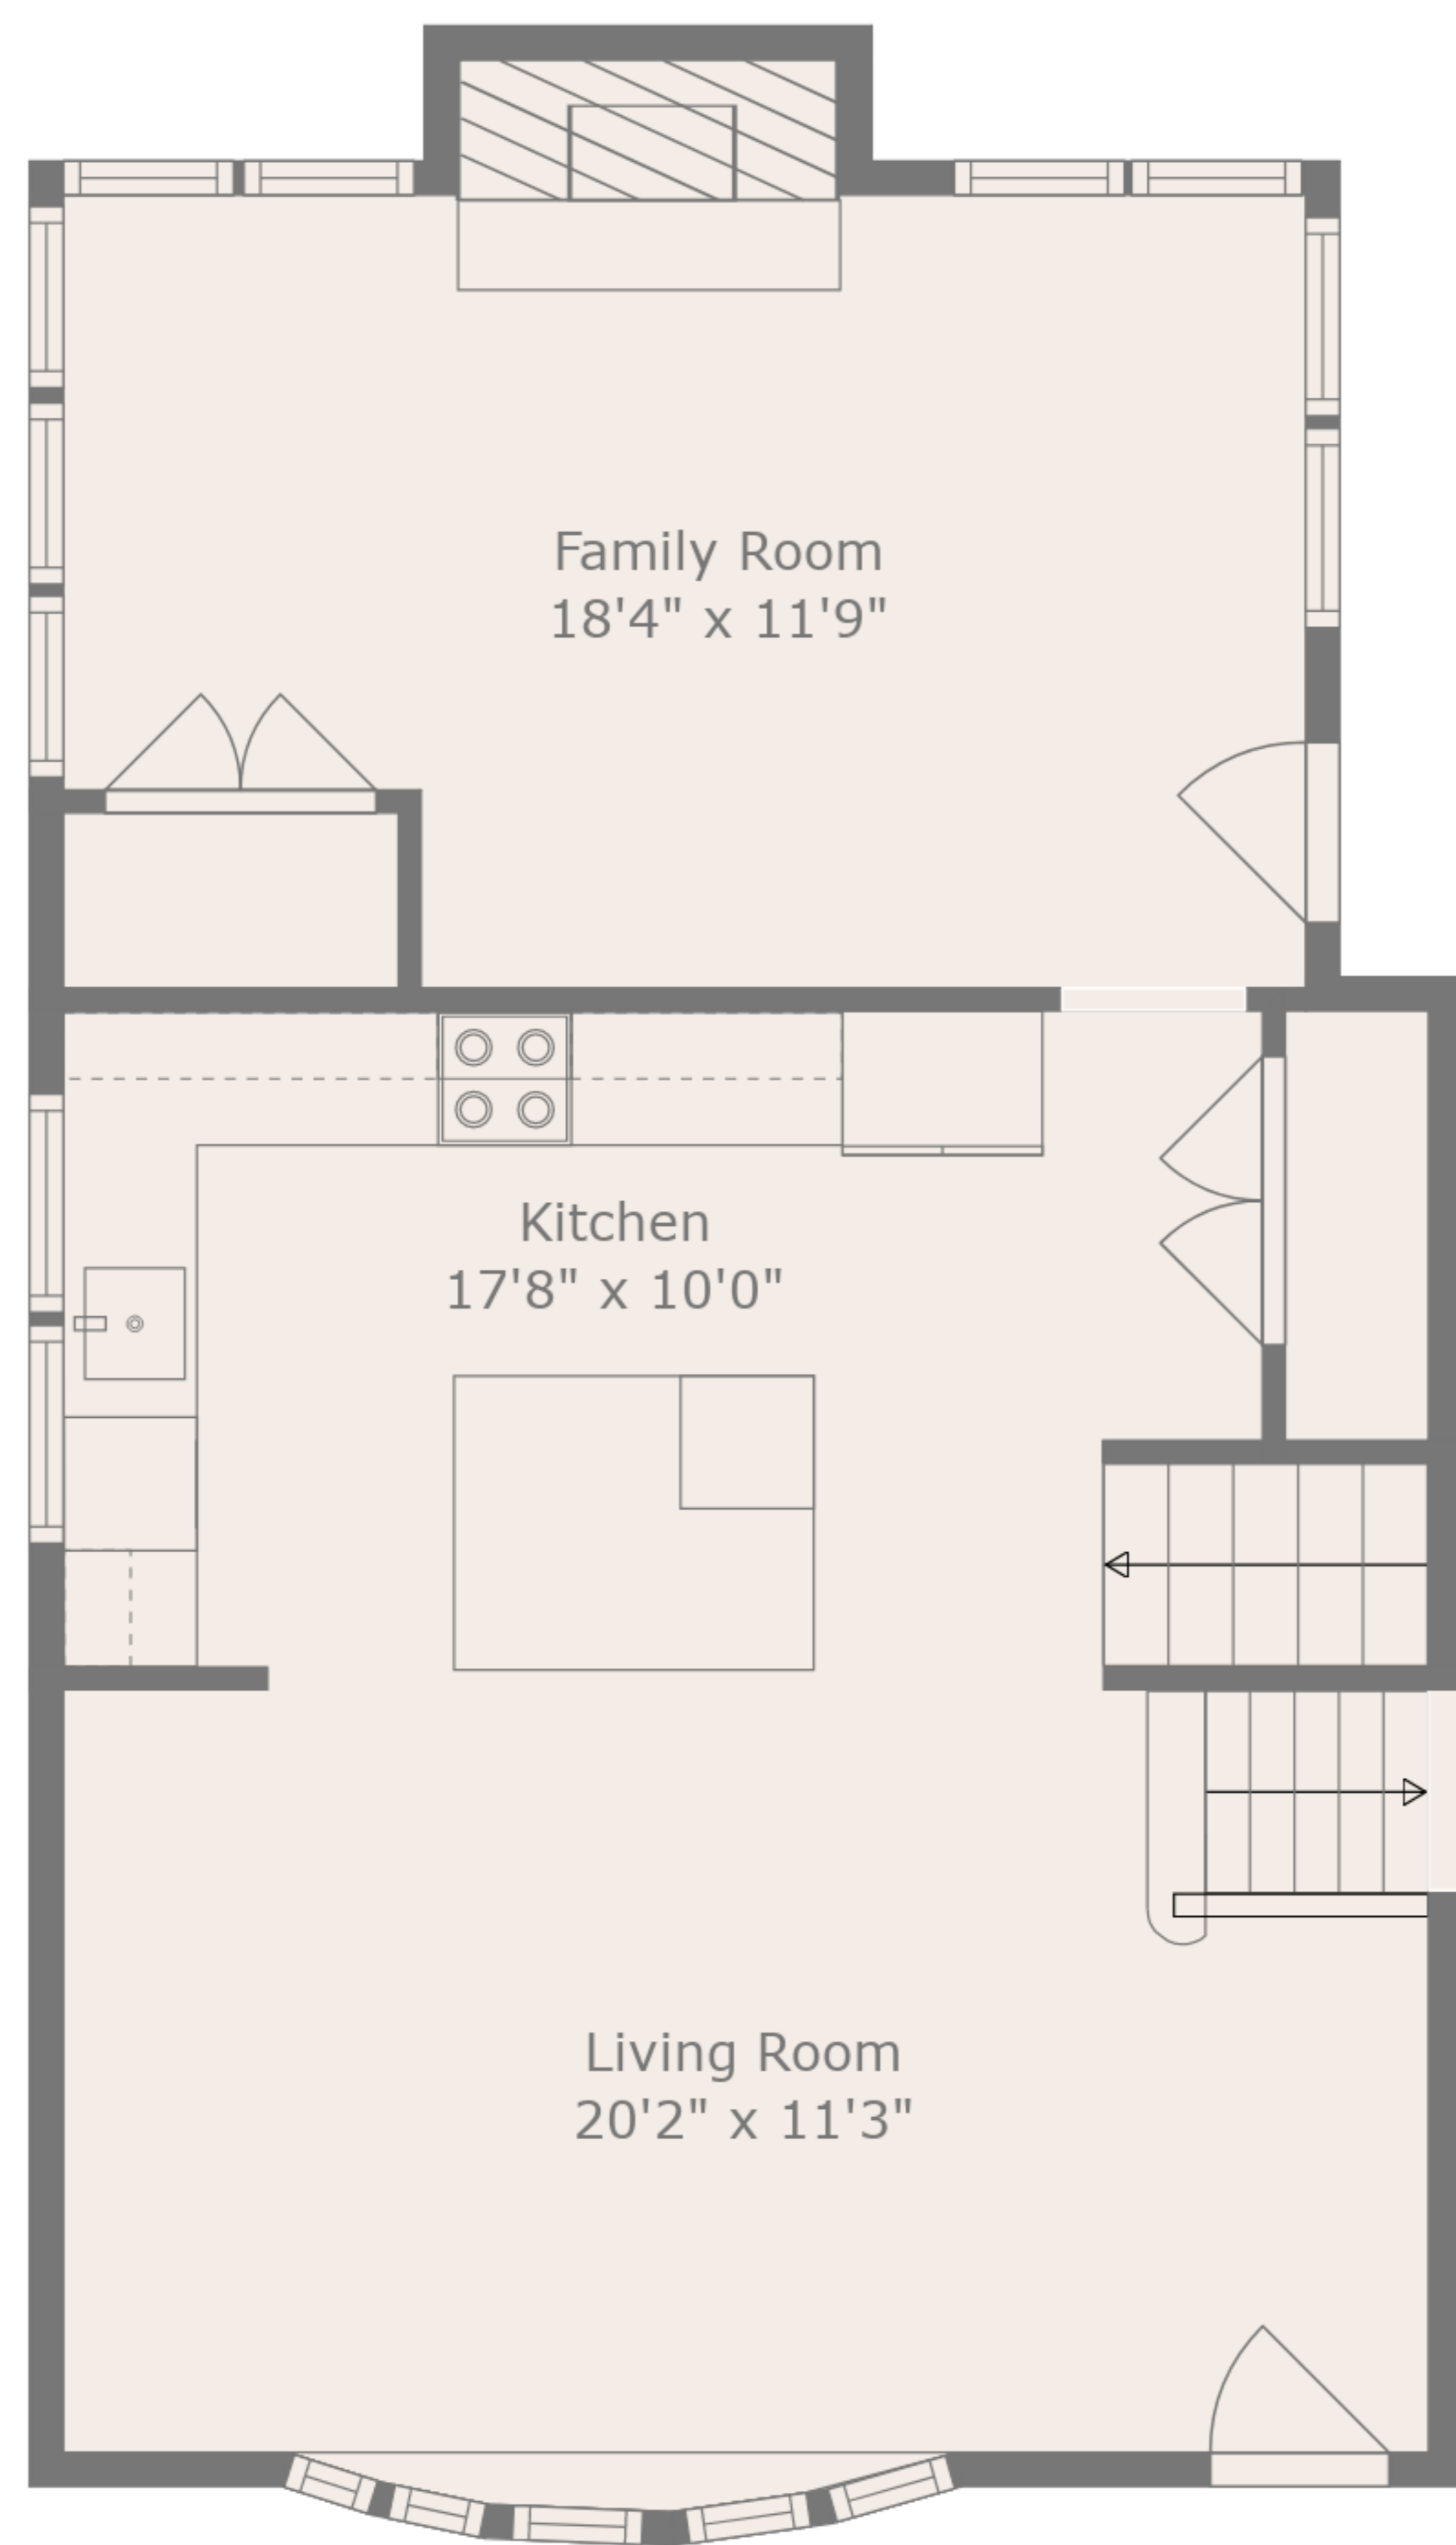 Family Room
18'4" x 11'9"
Kitchen
17'8" x 10'0"
Living Room
20'2" x 11'3"